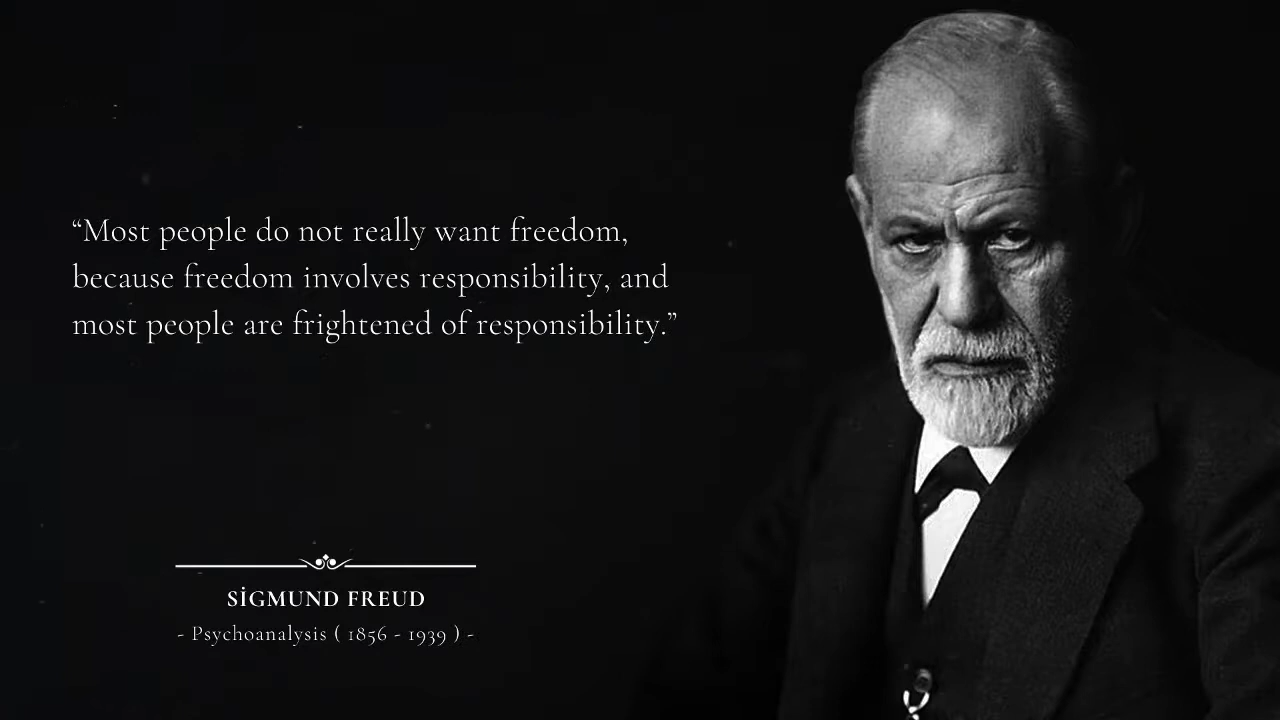 “Most people do not really want freedom,
because freedom involves responsibility, and
most people are frightened of responsibility.”
SİGMUND FREUD
- Psychoanalysis ( 1856 - 1939 ) -